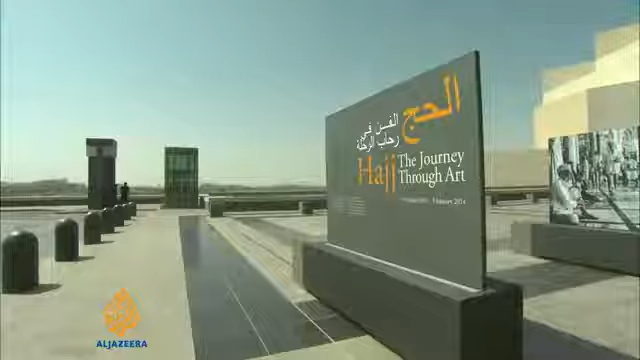 الحج
الفن في
رحاب الرحلة
Hajj
The Journey
Through Art
ALJAZEERA